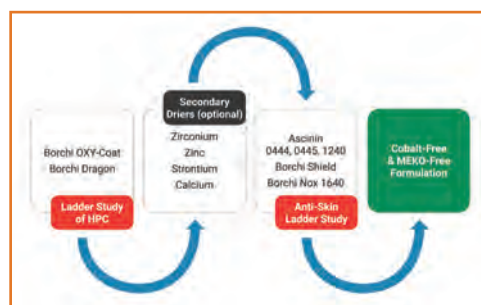 Borchi OXY-Coat
Borchi Dragon
Ladder Study
of HPC
Secondary
Driers (optional)
Zirconium
Zinc
Strontium
Calcium
Ascinin
0444, 0445, 1240
Borchi Shield
Borchi Nox 1640
Anti-Skin
Ladder Study
Cobalt-Free
& MEKO-Free
Formulation